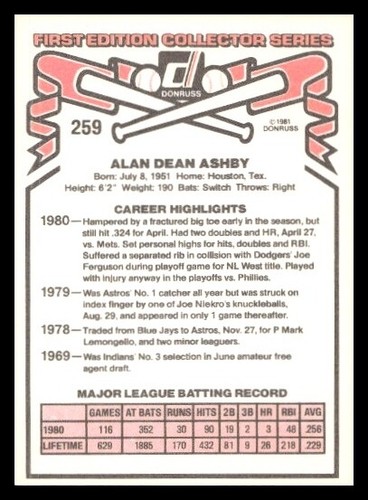 FIRST EDITION COLLECTOR SERIES
d
DONRUSS
259
© 1981
DONRUSS
ALAN DEAN ASHBY
Born: July 8, 1951 Home: Houston, Tex.
Height: 6'2" Weight: 190 Bats: Switch Throws: Right
CAREER HIGHLIGHTS
1980—Hampered by a fractured big toe early in the season, but
still hit .324 for April. Had two doubles and HR, April 27,
vs. Mets. Set personal highs for hits, doubles and RBI.
Suffered a separated rib in collision with Dodgers' Joe
Ferguson during playoff game for NL West title. Played
with injury anyway in the playoffs vs. Phillies.
1979—Was Astros' No. 1 catcher all year but was struck on
index finger by one of Joe Niekro's knuckleballs,
Aug. 29, and appeared in only 1 game thereafter.
1978—Traded from Blue Jays to Astros, Nov. 27, for P Mark
Lemongello, and two minor leaguers.
1969—Was Indians' No. 3 selection in June amateur free
agent draft.
MAJOR LEAGUE BATTING RECORD
GAMES AT BATS RUNS HITS 2B 3B HR RBI AVG
1980 116 352 30 90 19 2 3 48 .256
LIFETIME 629 1885 170 432 81 9 26 218 .229